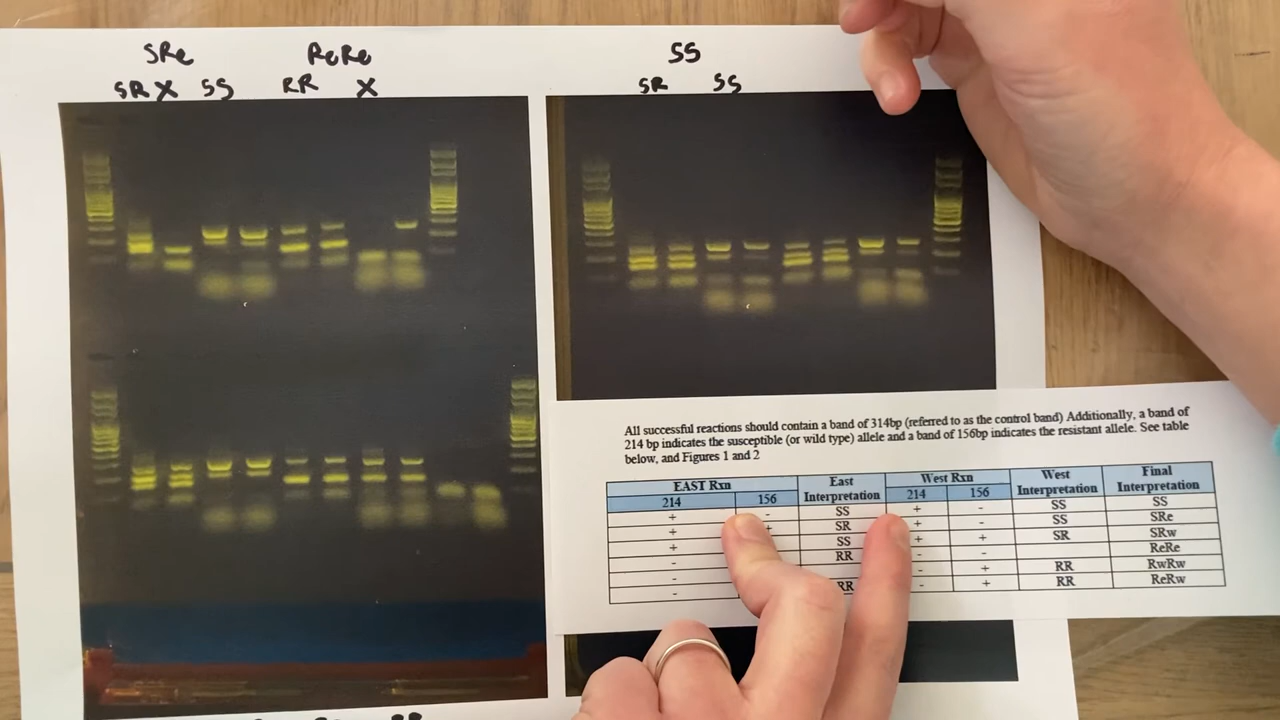 SRe ReRe
SR X SS RR X
SS
SR SS
All successful reactions should contain a band of 314bp (referred to as the control band) Additionally, a band of
214 bp indicates the susceptible (or wild type) allele and a band of 156bp indicates the resistant allele. See table
below, and Figures 1 and 2
EAST Rxn East Interpretation West Rxn West Interpretation Final Interpretation
214 156 214 156
+ - SS + - SS SS
+ + SR + - SS SRe
+ SS + + SR SRw
- RR - - ReRe
- - + RR RwRw
- RR - + RR ReRw